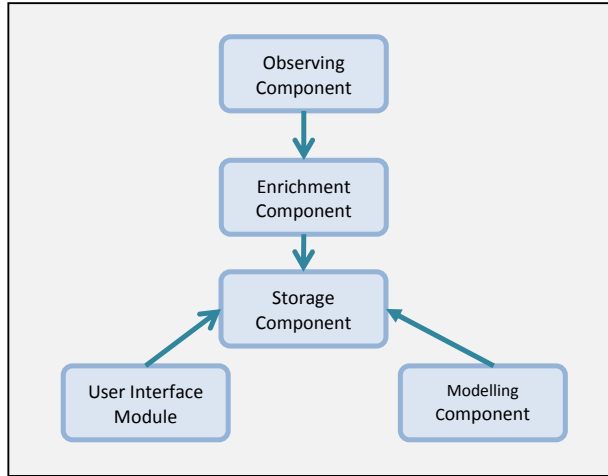 Observing
Component
Enrichment
Component
Storage
Component
User Interface
Module
Modelling
Component